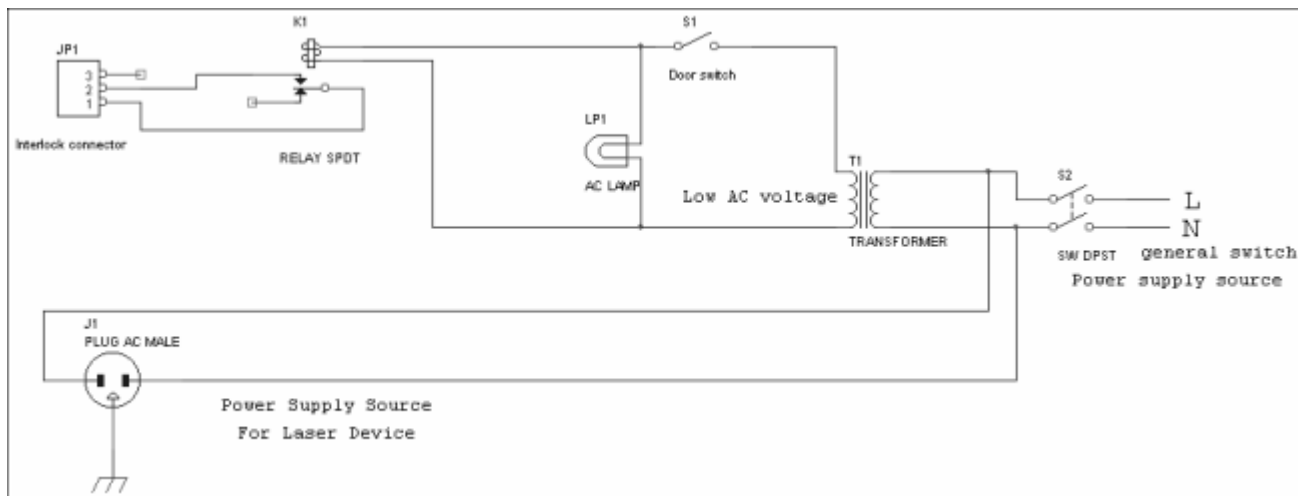 K1
S1
JP1
3
2
1
Door switch
Interlock connector
RELAY SPDT
LP1
AC LAMP
T1
Low AC voltage
TRANSFORMER
S2
L
N
SW DPST
general switch
Power supply source
J1
PLUG AC MALE
Power Supply Source
For Laser Device